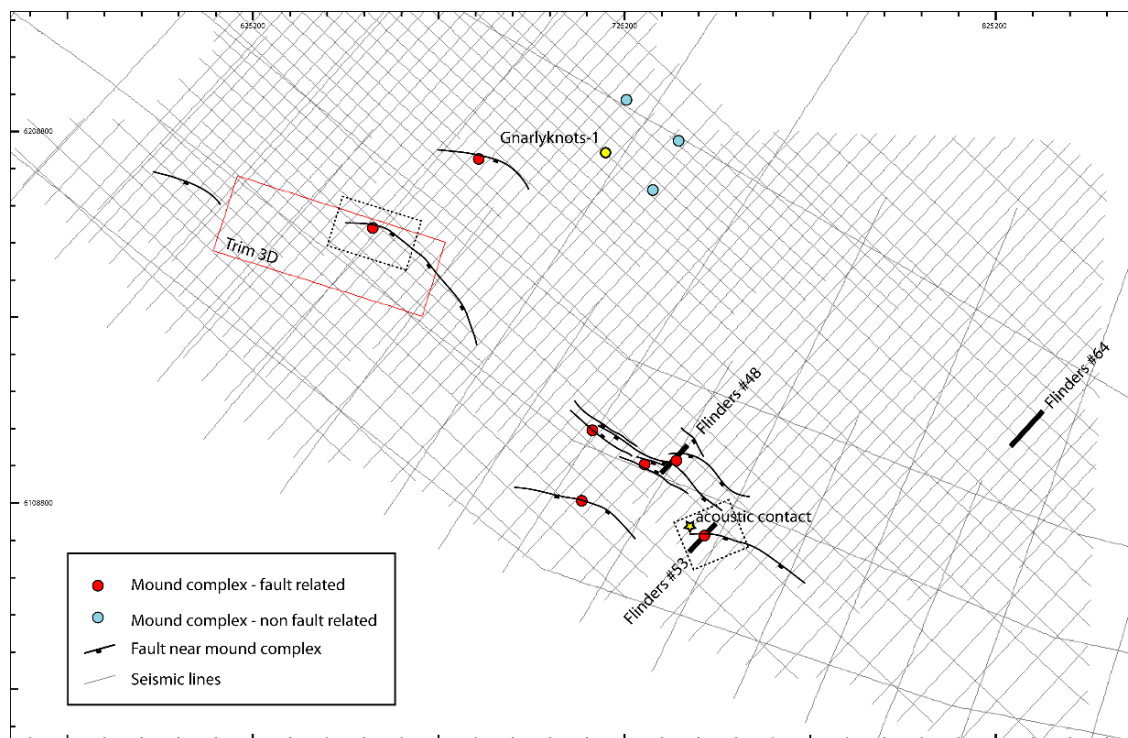 625200
725200
825200
6208800
Gnarlyknots-1
Trim 3D
Flinders #48
Flinders #64
6108800
acoustic contact
Flinders #53
Mound complex - fault related
Mound complex - non fault related
Fault near mound complex
Seismic lines